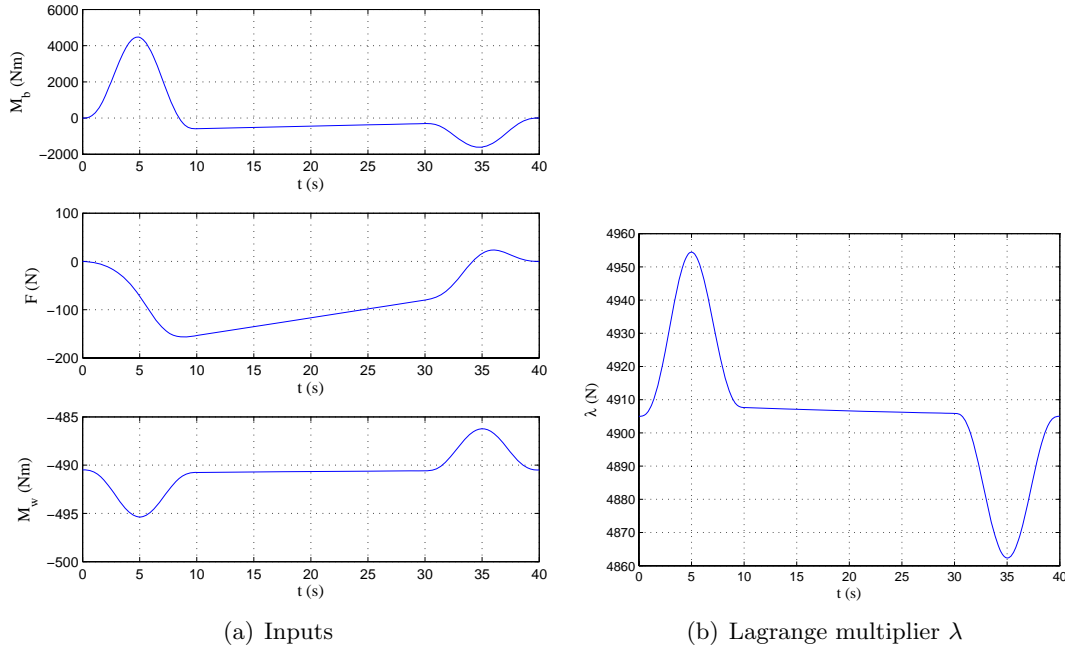 6000
4000
2000
0
−2000
M_b (Nm)
0 5 10 15 20 25 30 35 40
t (s)
100
0
−100
−200
F (N)
0 5 10 15 20 25 30 35 40
t (s)
−485
−490
−495
−500
M_w (Nm)
0 5 10 15 20 25 30 35 40
t (s)
(a) Inputs
4960
4950
4940
4930
4920
4910
4900
4890
4880
4870
4860
λ (N)
0 5 10 15 20 25 30 35 40
t (s)
(b) Lagrange multiplier λ